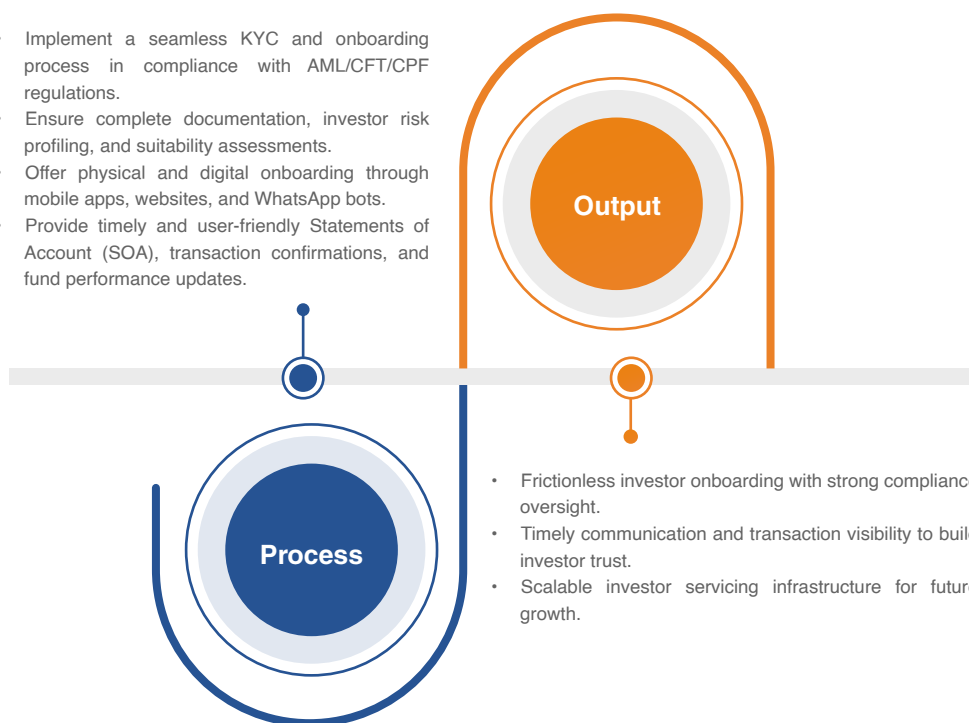 • Implement a seamless KYC and onboarding
process in compliance with AML/CFT/CPF
regulations.
• Ensure complete documentation, investor risk
profiling, and suitability assessments.
• Offer physical and digital onboarding through
mobile apps, websites, and WhatsApp bots.
• Provide timely and user-friendly Statements of
Account (SOA), transaction confirmations, and
fund performance updates.
Output
Process
• Frictionless investor onboarding with strong compliance
oversight.
• Timely communication and transaction visibility to build
investor trust.
• Scalable investor servicing infrastructure for future
growth.